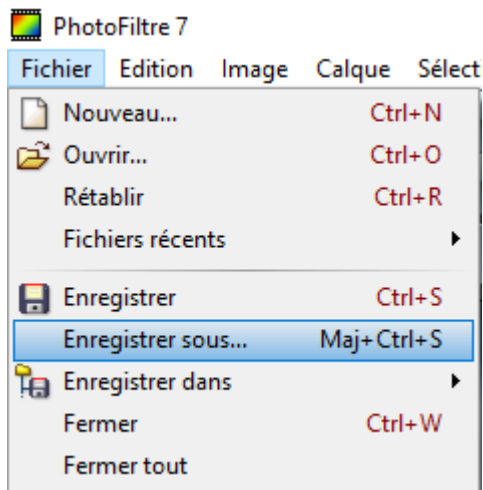 PhotoFiltre 7
Fichier Edition Image Calque Sélect
Nouveau... Ctrl+N
Ouvrir... Ctrl+O
Rétablir Ctrl+R
Fichiers récents
Enregistrer Ctrl+S
Enregistrer sous... Maj+Ctrl+S
Enregistrer dans
Fermer Ctrl+W
Fermer tout